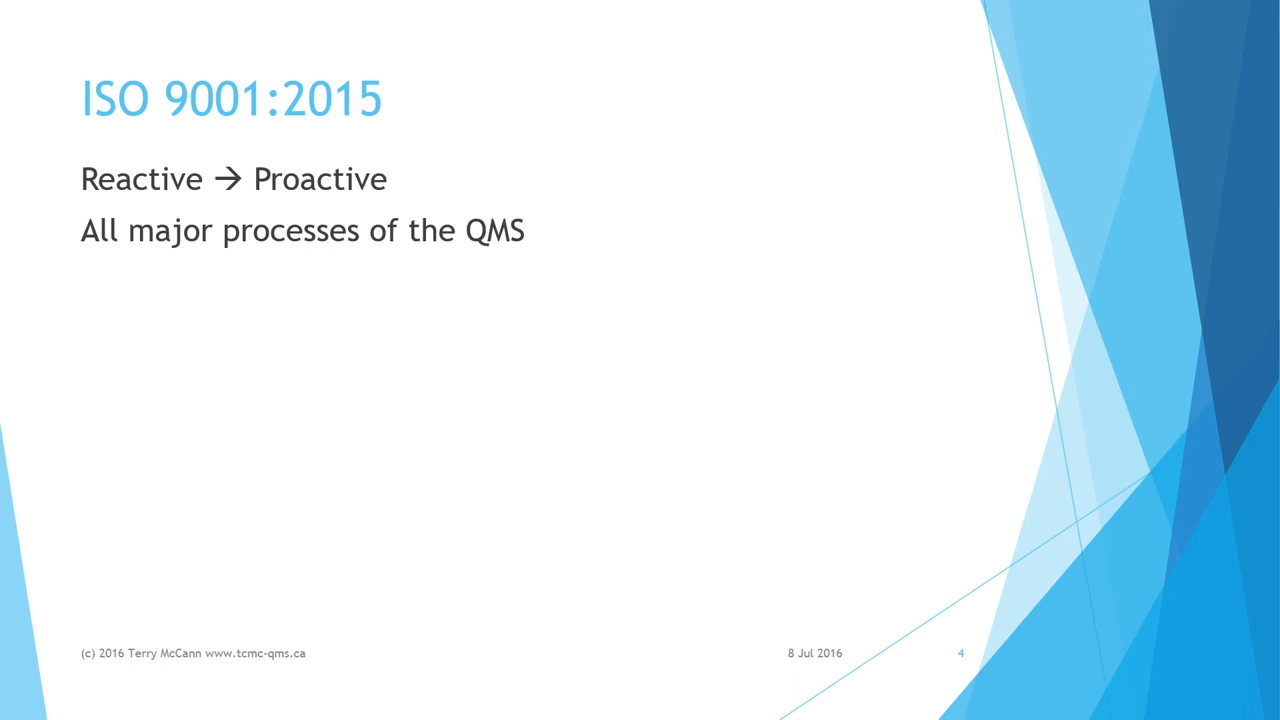 ISO 9001:2015
Reactive → Proactive
All major processes of the QMS
(c) 2016 Terry McCann www.tcmc-qms.ca
8 Jul 2016
4